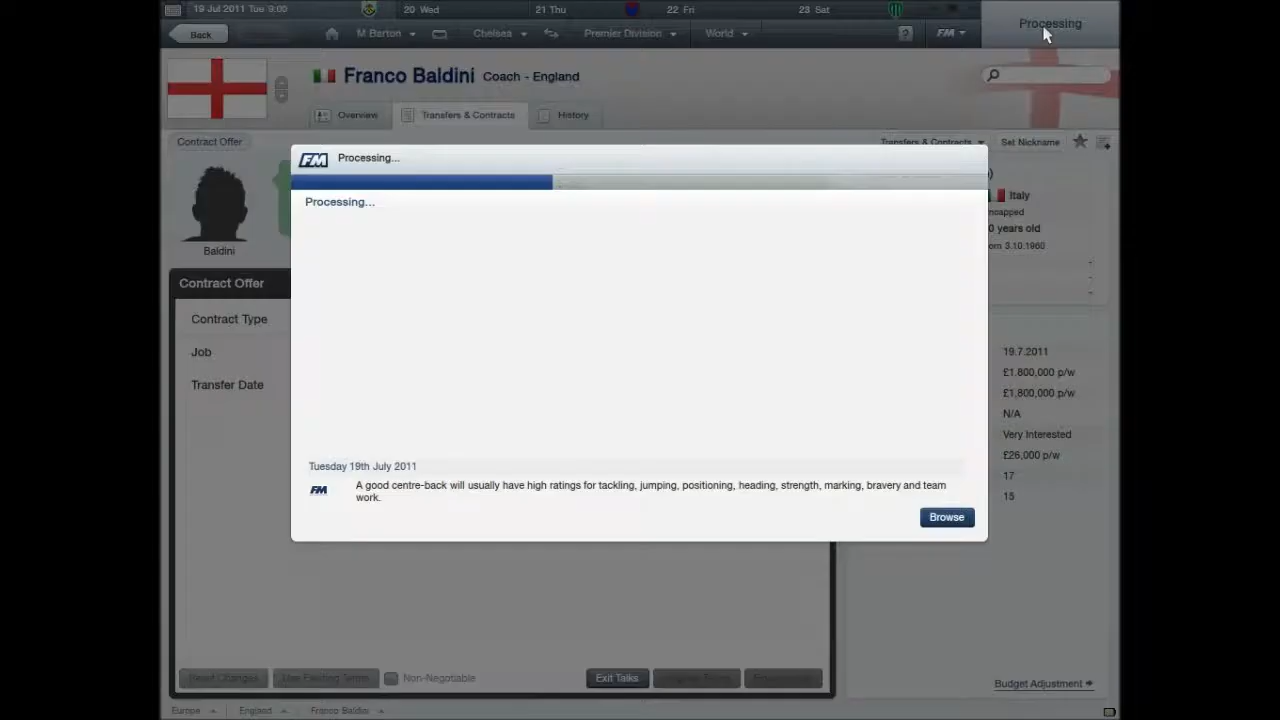 19 Jul 2011 Tue 9:00
20 Wed
21 Thu
22 Fri
23 Sat
Processing
Back
M Barton
Chelsea
Premier Division
World
?
FM
Franco Baldini
Coach - England
Overview
Transfers & Contracts
History
Contract Offer
Transfers & Contracts
Set Nickname
FM
Processing...
Processing...
Italy
0 years old
3.10.1960
Baldini
Contract Offer
Contract Type
Job
Transfer Date
19.7.2011
£1,800,000 p/w
£1,800,000 p/w
N/A
Very Interested
£26,000 p/w
17
15
Tuesday 19th July 2011
FM
A good centre-back will usually have high ratings for tackling, jumping, positioning, heading, strength, marking, bravery and team
work.
Browse
Reset Changes
Use Existing Terms
Non-Negotiable
Exit Talks
Budget Adjustment
Europe
England
Franco Baldini